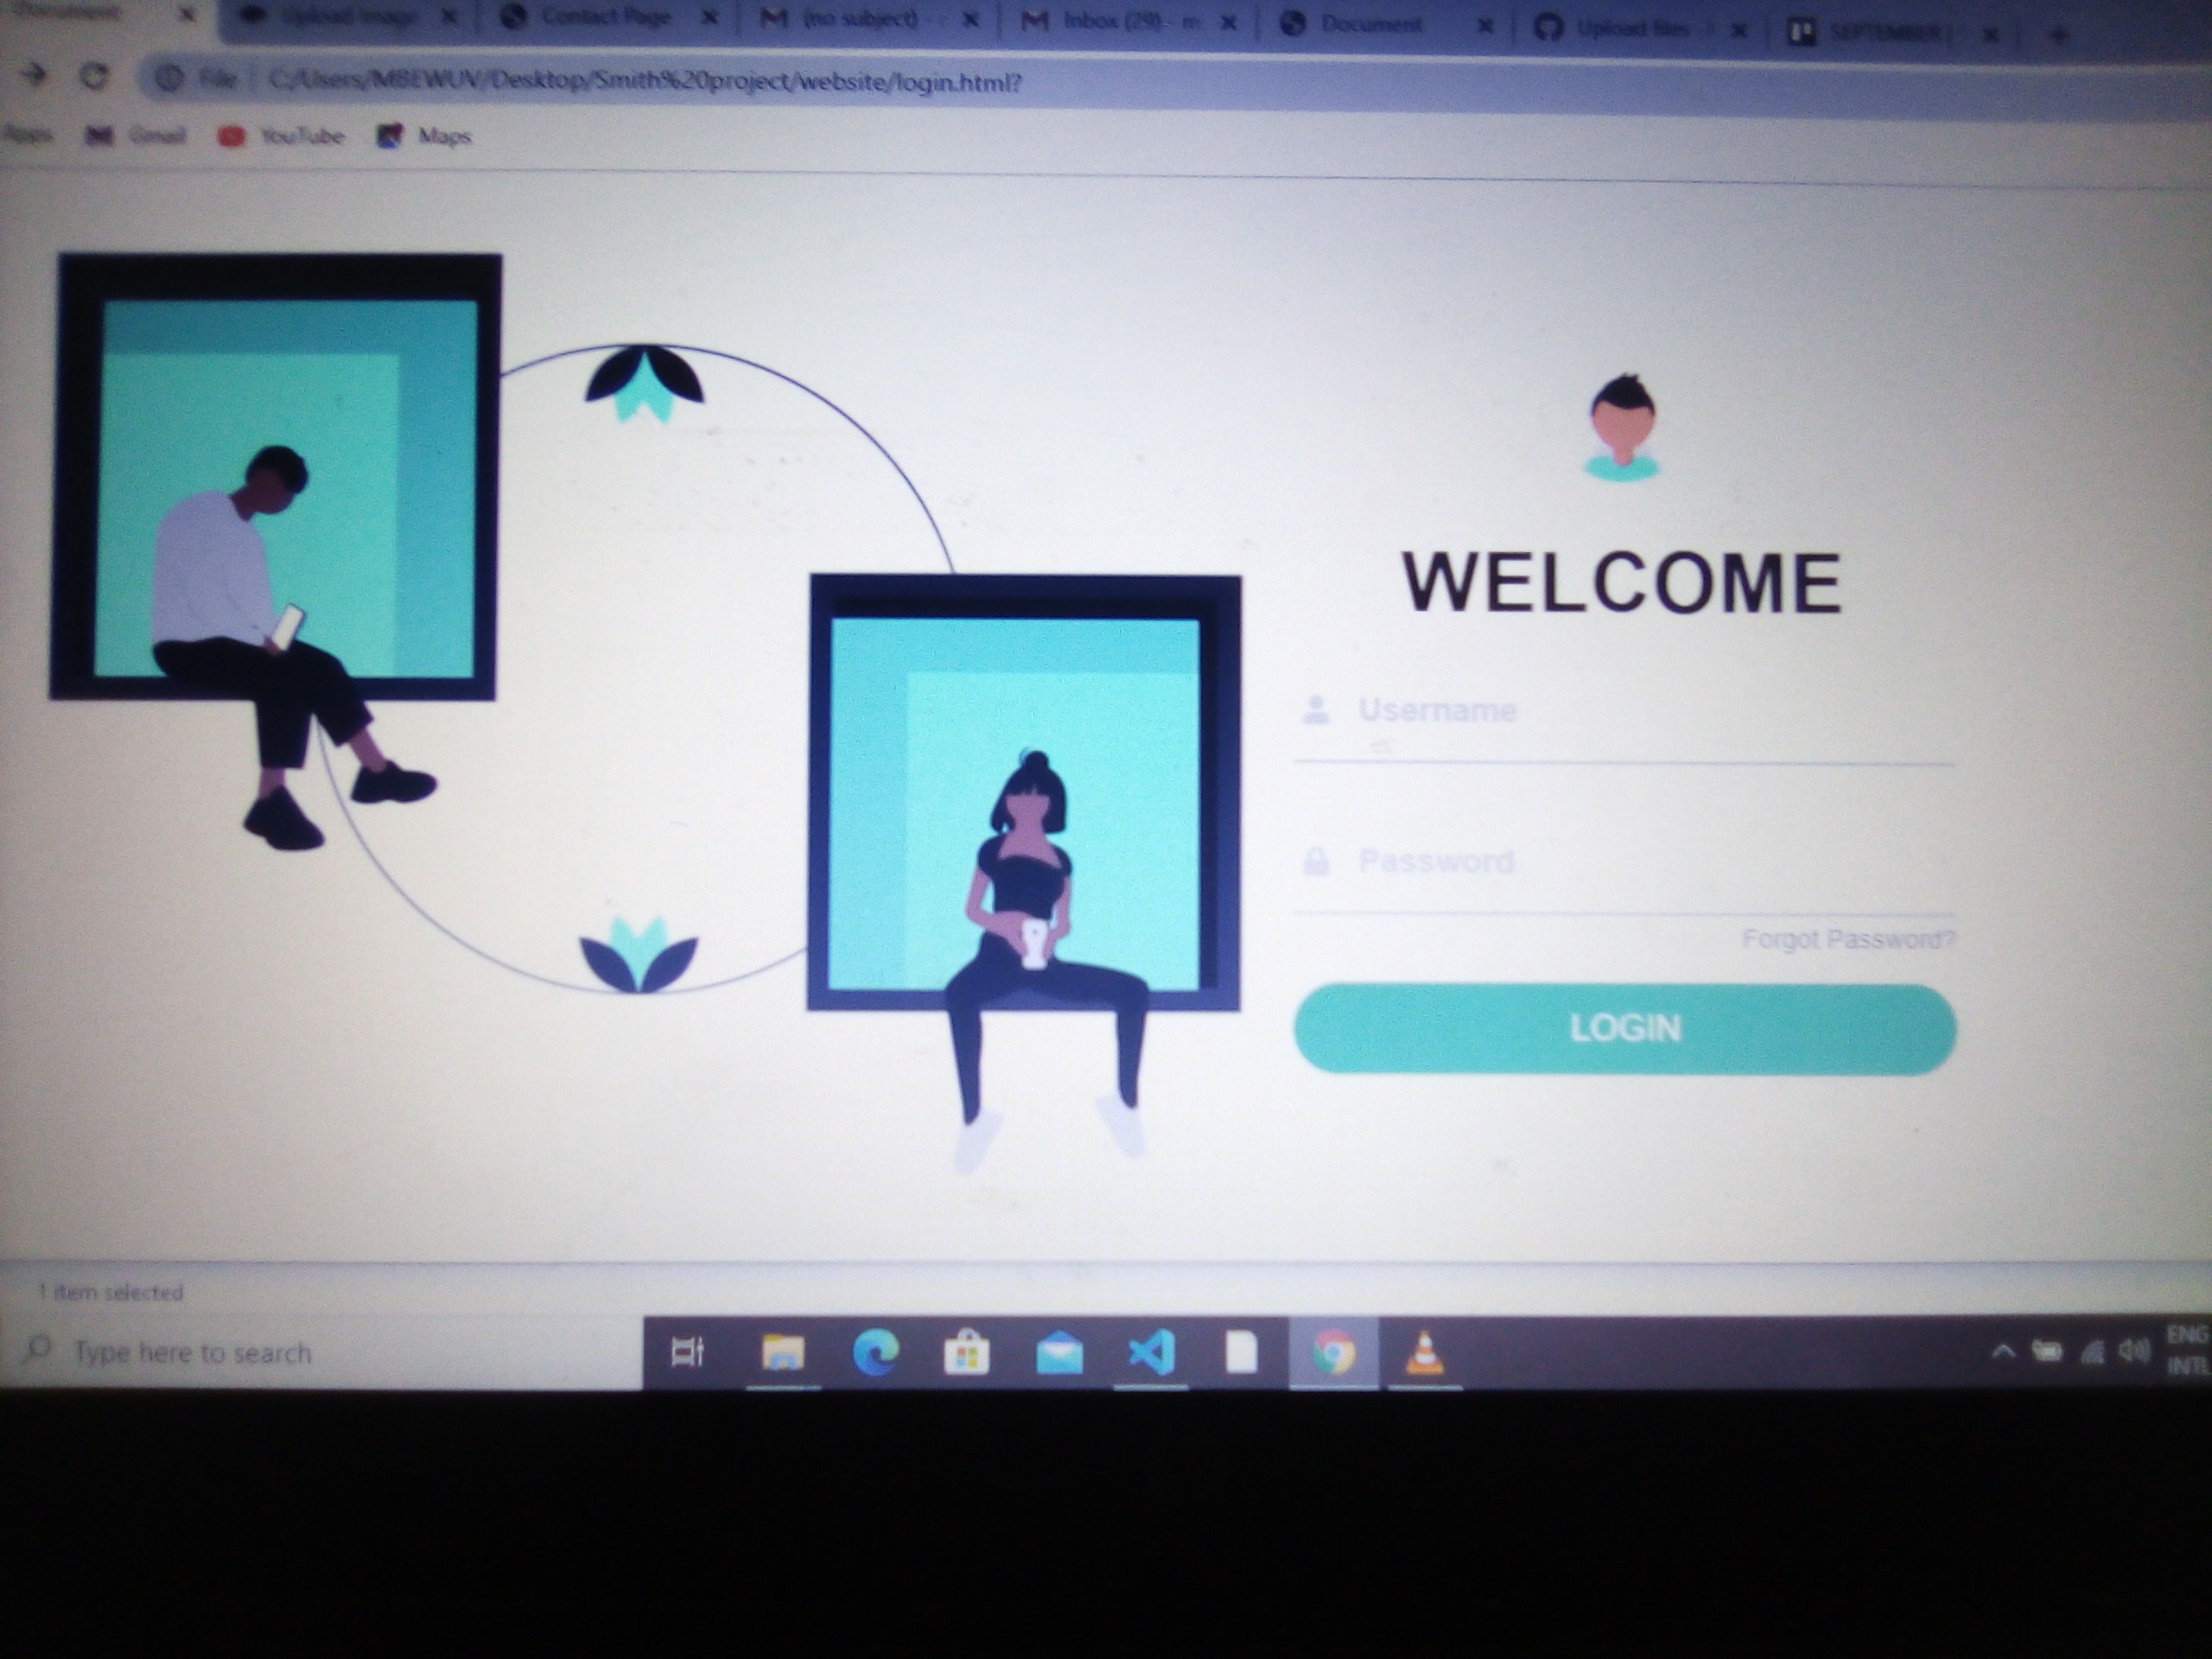 Document Upload Image Contact Page (no subject) - Inbox (29) - m Document Upload files SEPTEMBER
File C:/Users/MBEWUV/Desktop/Smith%20project/website/login.html?
Apps Gmail YouTube Maps
WELCOME
Username
Password
Forgot Password?
LOGIN
1 item selected
Type here to search
ENG
INTL